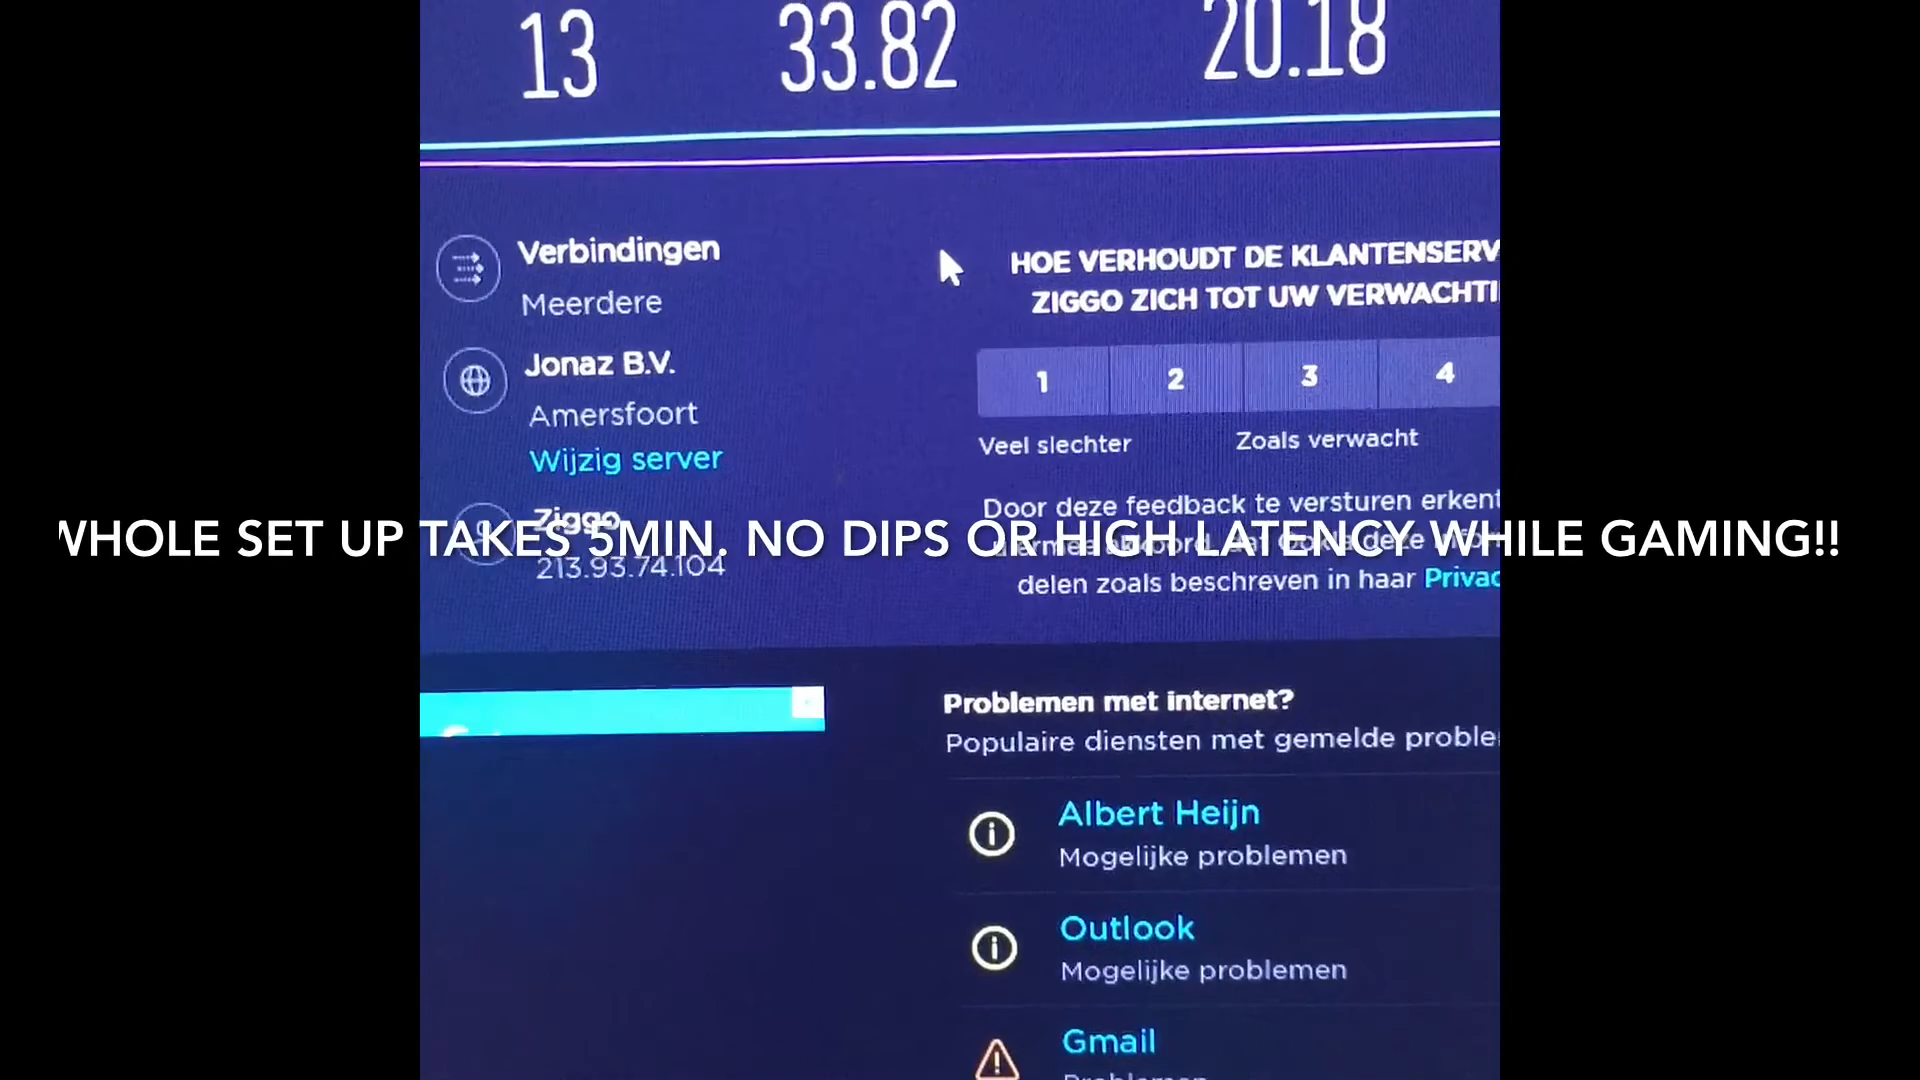 13
33.82
20.18
Verbindingen
Meerdere
Jonaz B.V.
Amersfoort
Wijzig server
Ziggo
213.93.74.104
HOE VERHOUDT DE KLANTENSERV
ZIGGO ZICH TOT UW VERWACHTI
1 2 3 4
Veel slechter Zoals verwacht
Door deze feedback te versturen erkent
delen zoals beschreven in haar Privac
WHOLE SET UP TAKES 5MIN. NO DIPS OR HIGH LATENCY WHILE GAMING!!
Problemen met internet?
Populaire diensten met gemelde proble
Albert Heijn
Mogelijke problemen
Outlook
Mogelijke problemen
Gmail
Problemen